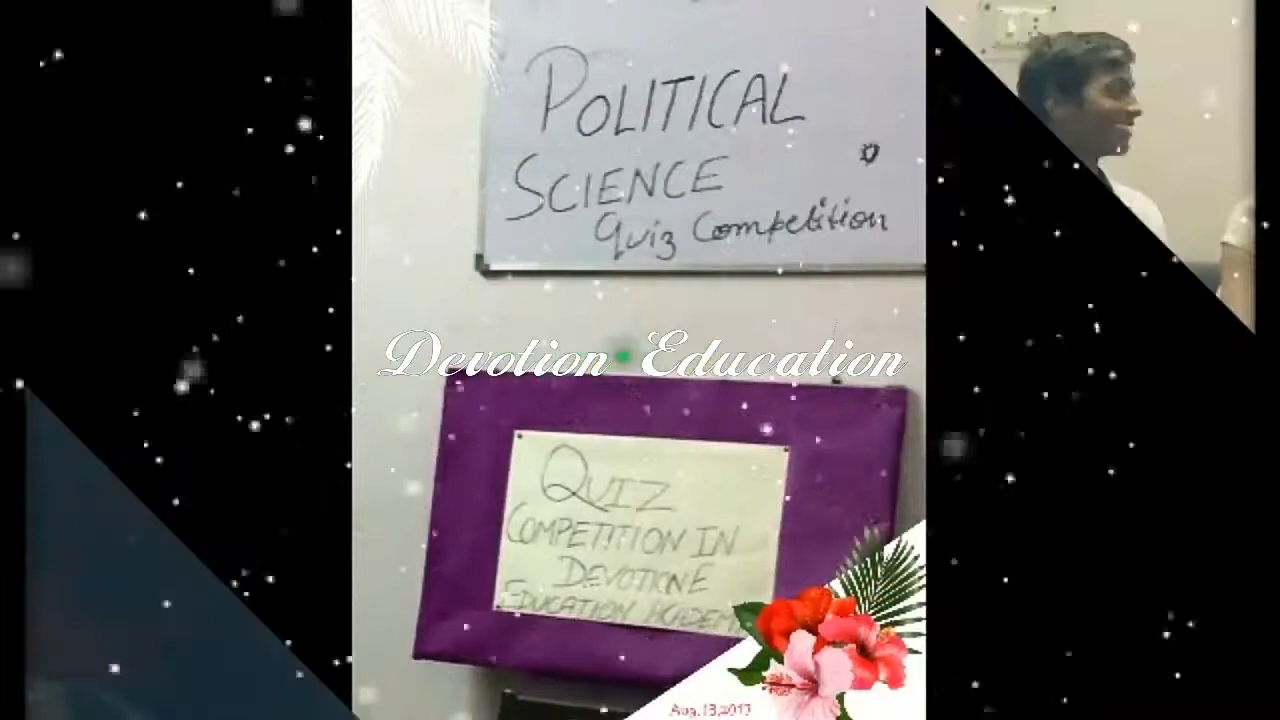 POLITICAL
SCIENCE
Quiz Competition
Devotion Education
QUIZ
COMPETITION IN
DEVOTIONE
EDUCATION ACADEM
Aug.13,2017